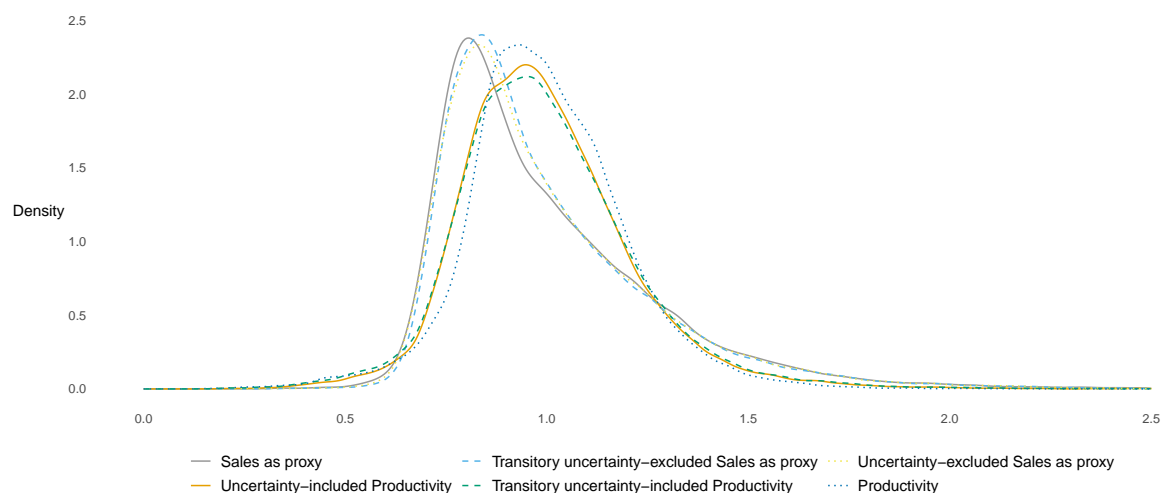 2.5
2.0
1.5
Density
1.0
0.5
0.0
0.0 0.5 1.0 1.5 2.0 2.5
Sales as proxy Transitory uncertainty−excluded Sales as proxy Uncertainty−excluded Sales as proxy
Uncertainty−included Productivity Transitory uncertainty−included Productivity Productivity